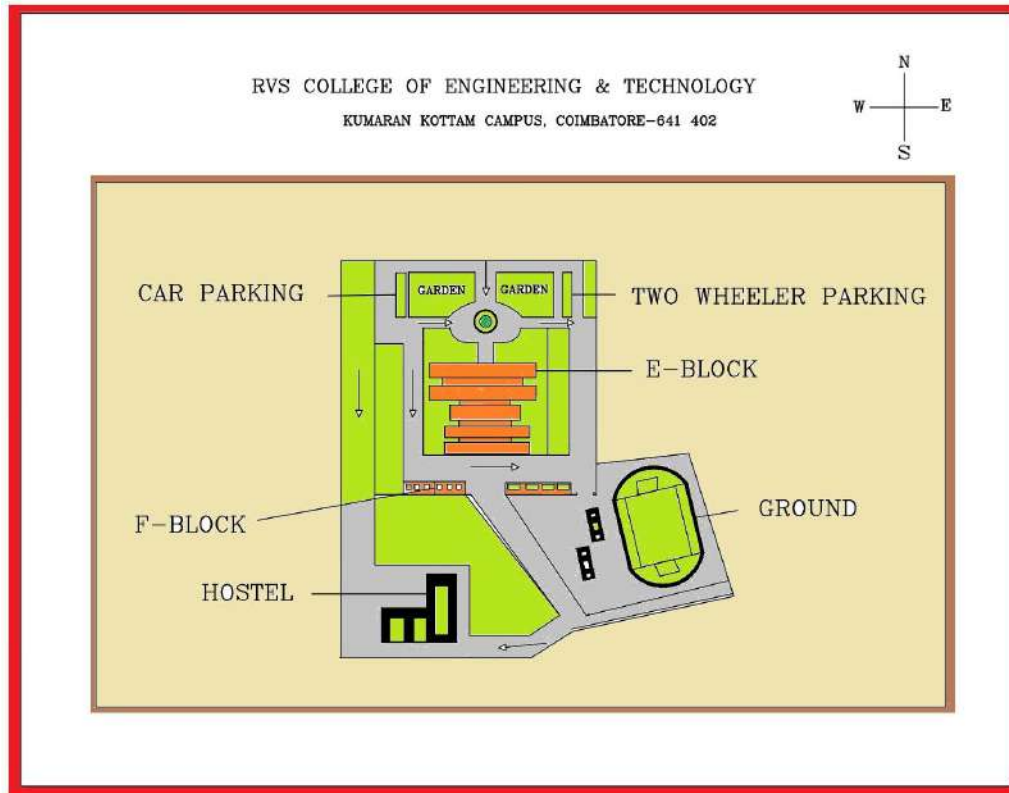 RVS COLLEGE OF ENGINEERING & TECHNOLOGY
KUMARAN KOTTAM CAMPUS, COIMBATORE-641 402
N
W E
S
CAR PARKING
GARDEN GARDEN
TWO WHEELER PARKING
E-BLOCK
F-BLOCK
GROUND
HOSTEL